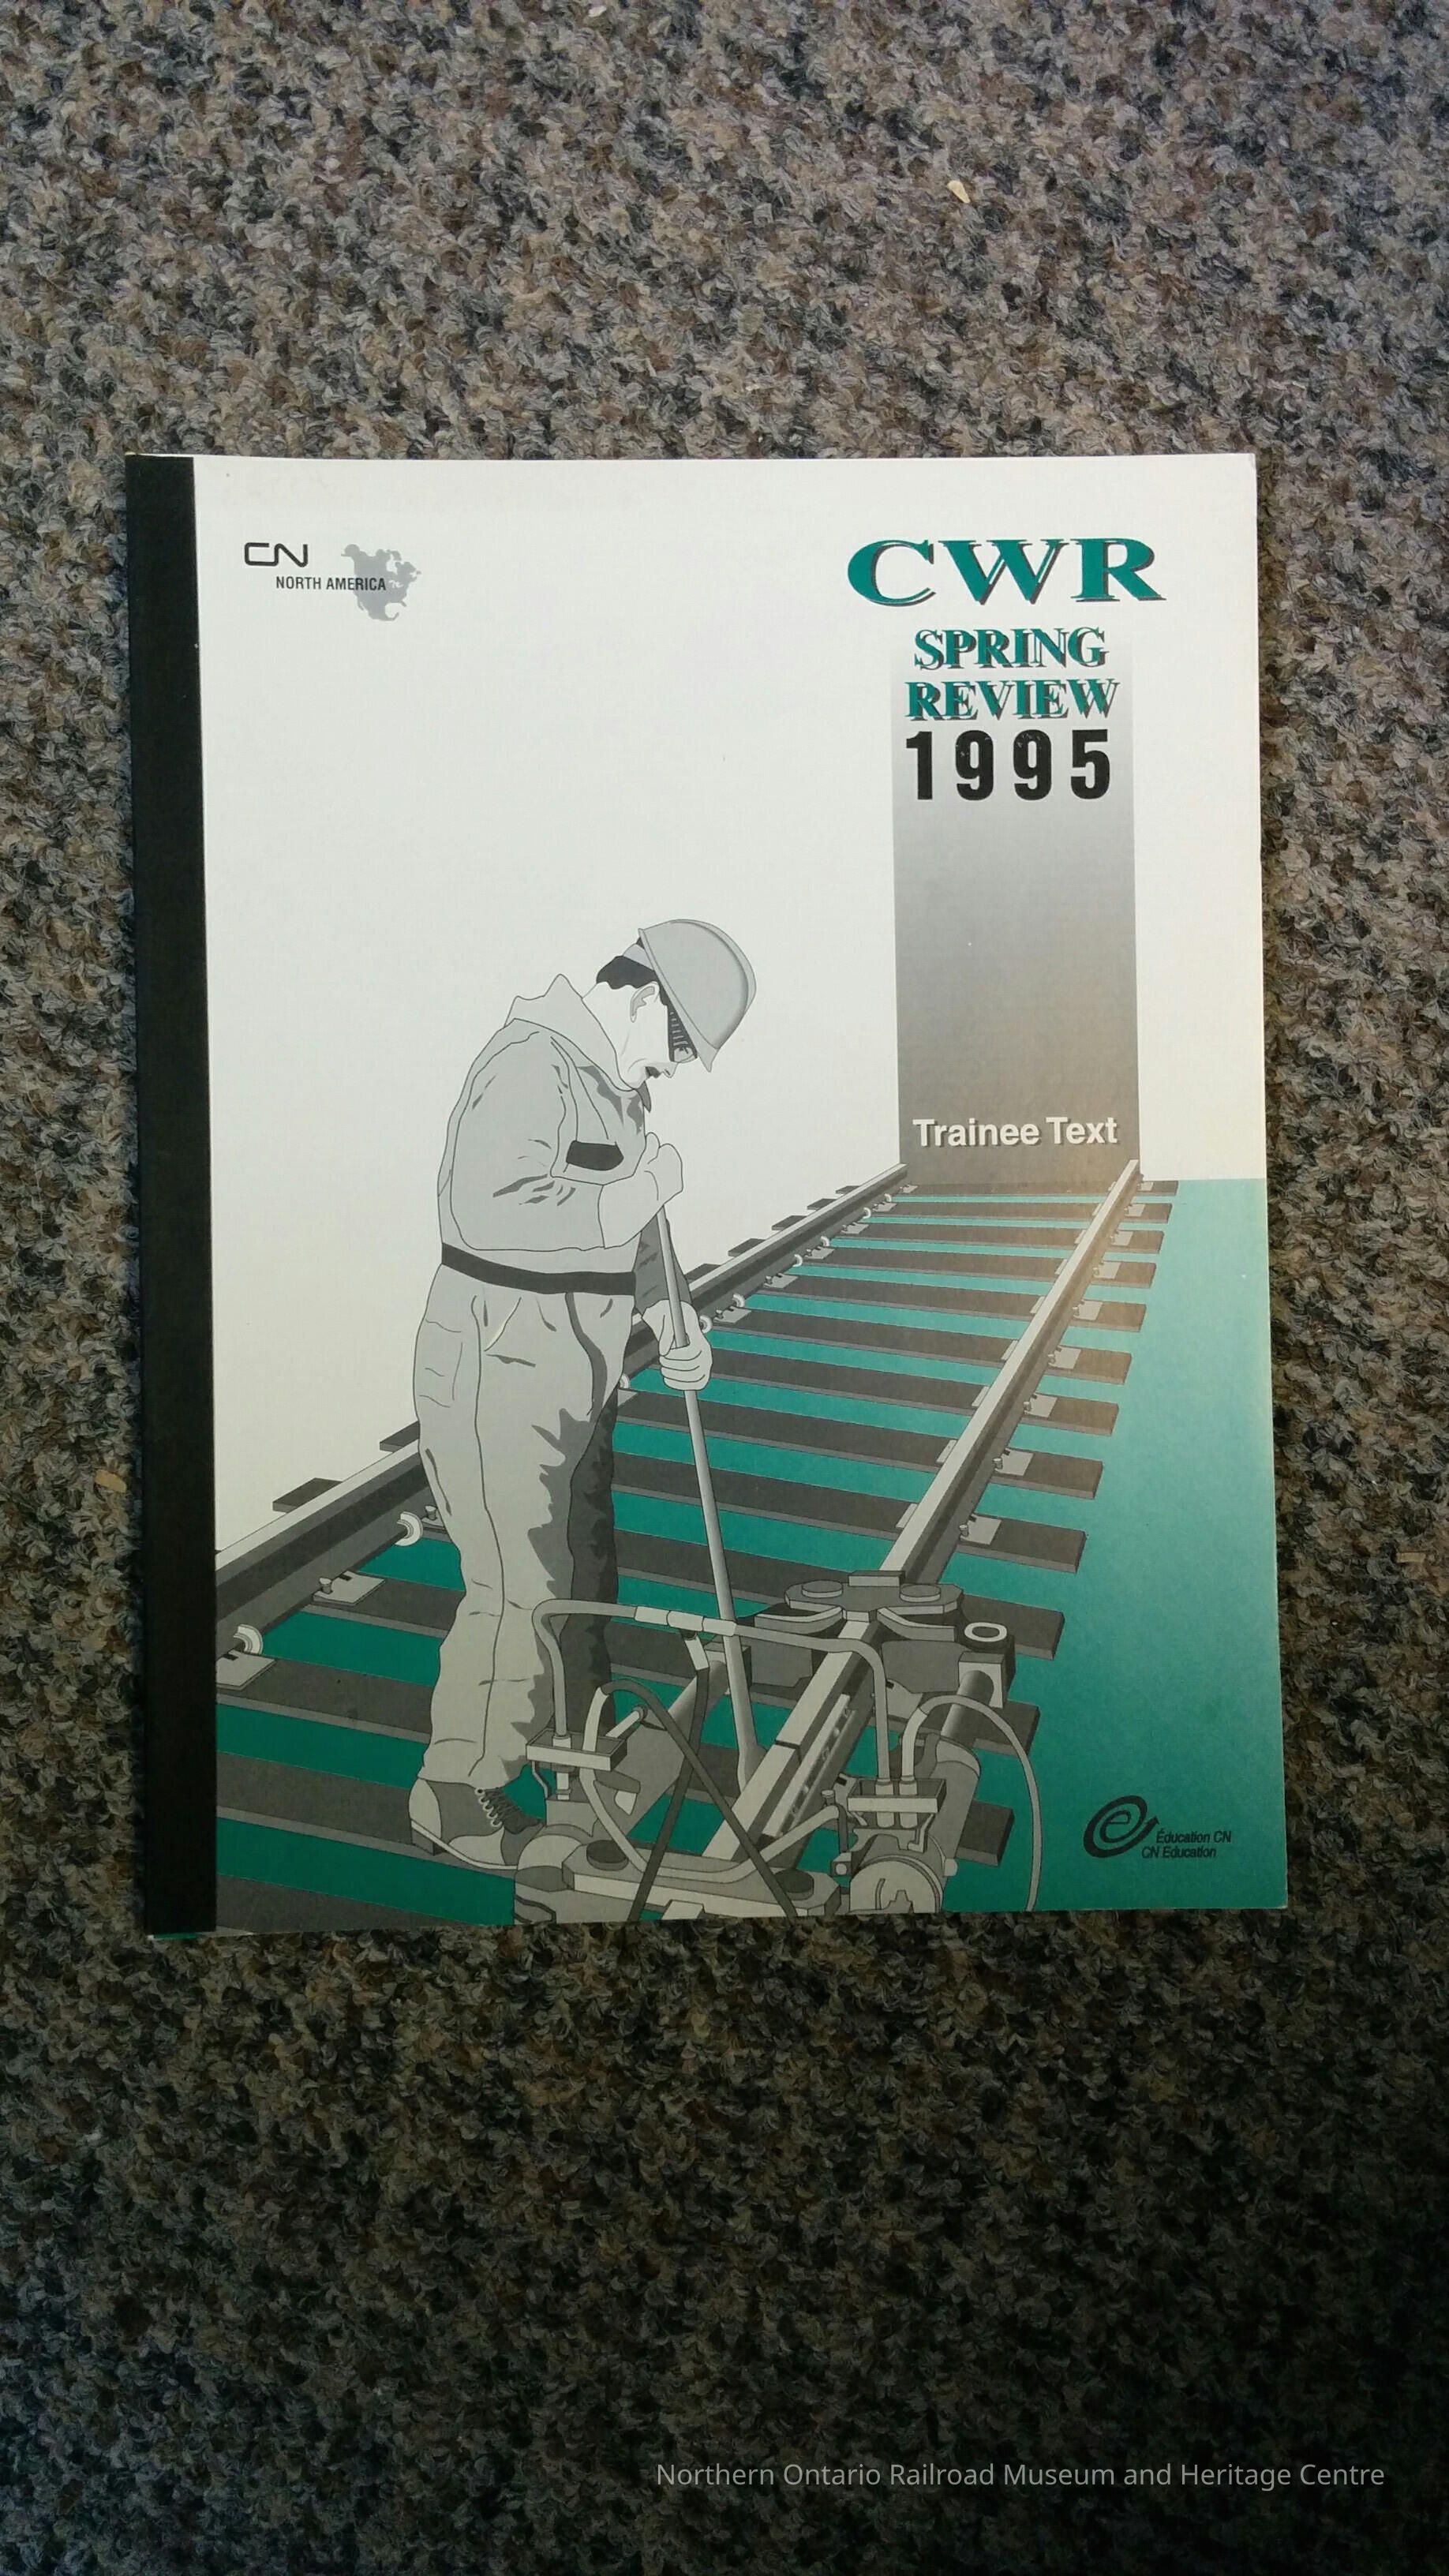 CN
NORTH AMERICA
CWR
SPRING
REVIEW
1995
Trainee Text
Éducation CN
CN Education
Northern Ontario Railroad Museum and Heritage Centre